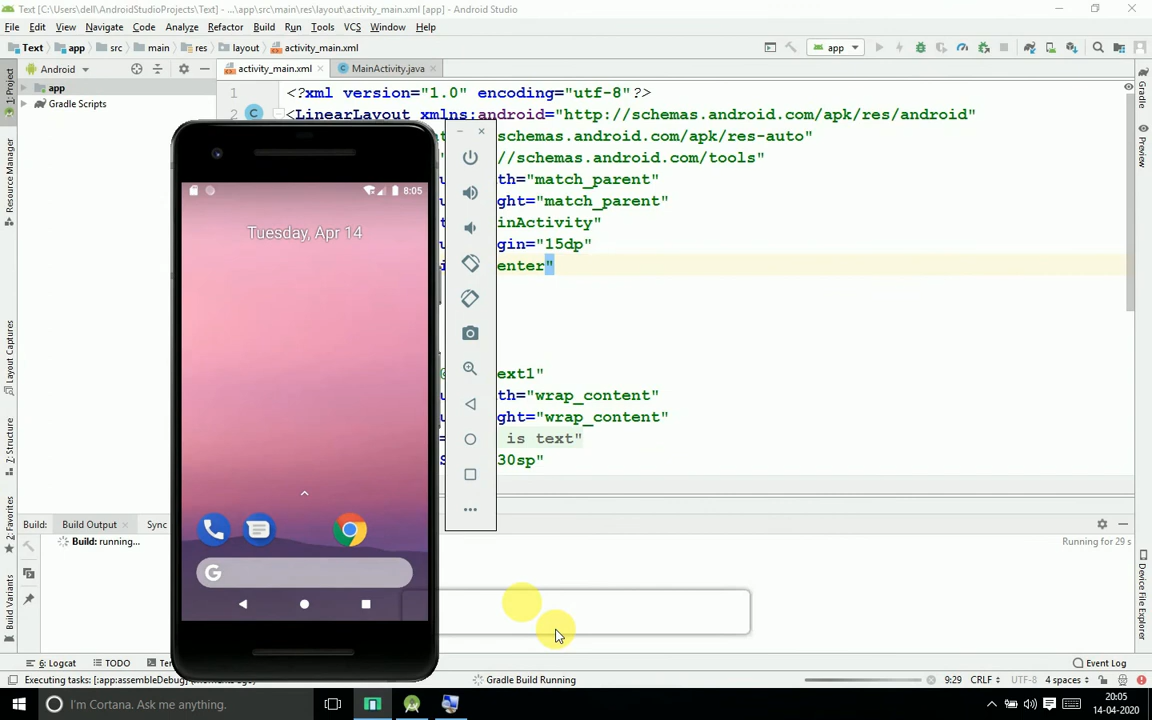 Text [C:\Users\dell\AndroidStudioProjects\Text] - ...\app\src\main\res\layout\activity_main.xml [app] - Android Studio
File Edit View Navigate Code Analyze Refactor Build Run Tools VCS Window Help
Text app src main res layout activity_main.xml app
Android activity_main.xml MainActivity.java
1: Project
Resource Manager
Layout Captures
7: Structure
2: Favorites
Build Variants
app
Gradle Scripts
1 <?xml version="1.0" encoding="utf-8"?>
2 <LinearLayout xmlns:android="http://schemas.android.com/apk/res/android"
schemas.android.com/apk/res-auto"
"//schemas.android.com/tools"
th="match_parent"
ght="match_parent"
inActivity"
gin="15dp"
enter"
ext1"
th="wrap_content"
ght="wrap_content"
is text"
30sp"
8:05
Tuesday, Apr 14
G
Gradle
Preview
Device File Explorer
Build: Build Output Sync
Build: running...
Running for 29 s
6: Logcat TODO Ter
Event Log
Executing tasks: [:app:assembleDebug]
Gradle Build Running
9:29 CRLF 4 spaces
I'm Cortana. Ask me anything.
20:05
14-04-2020